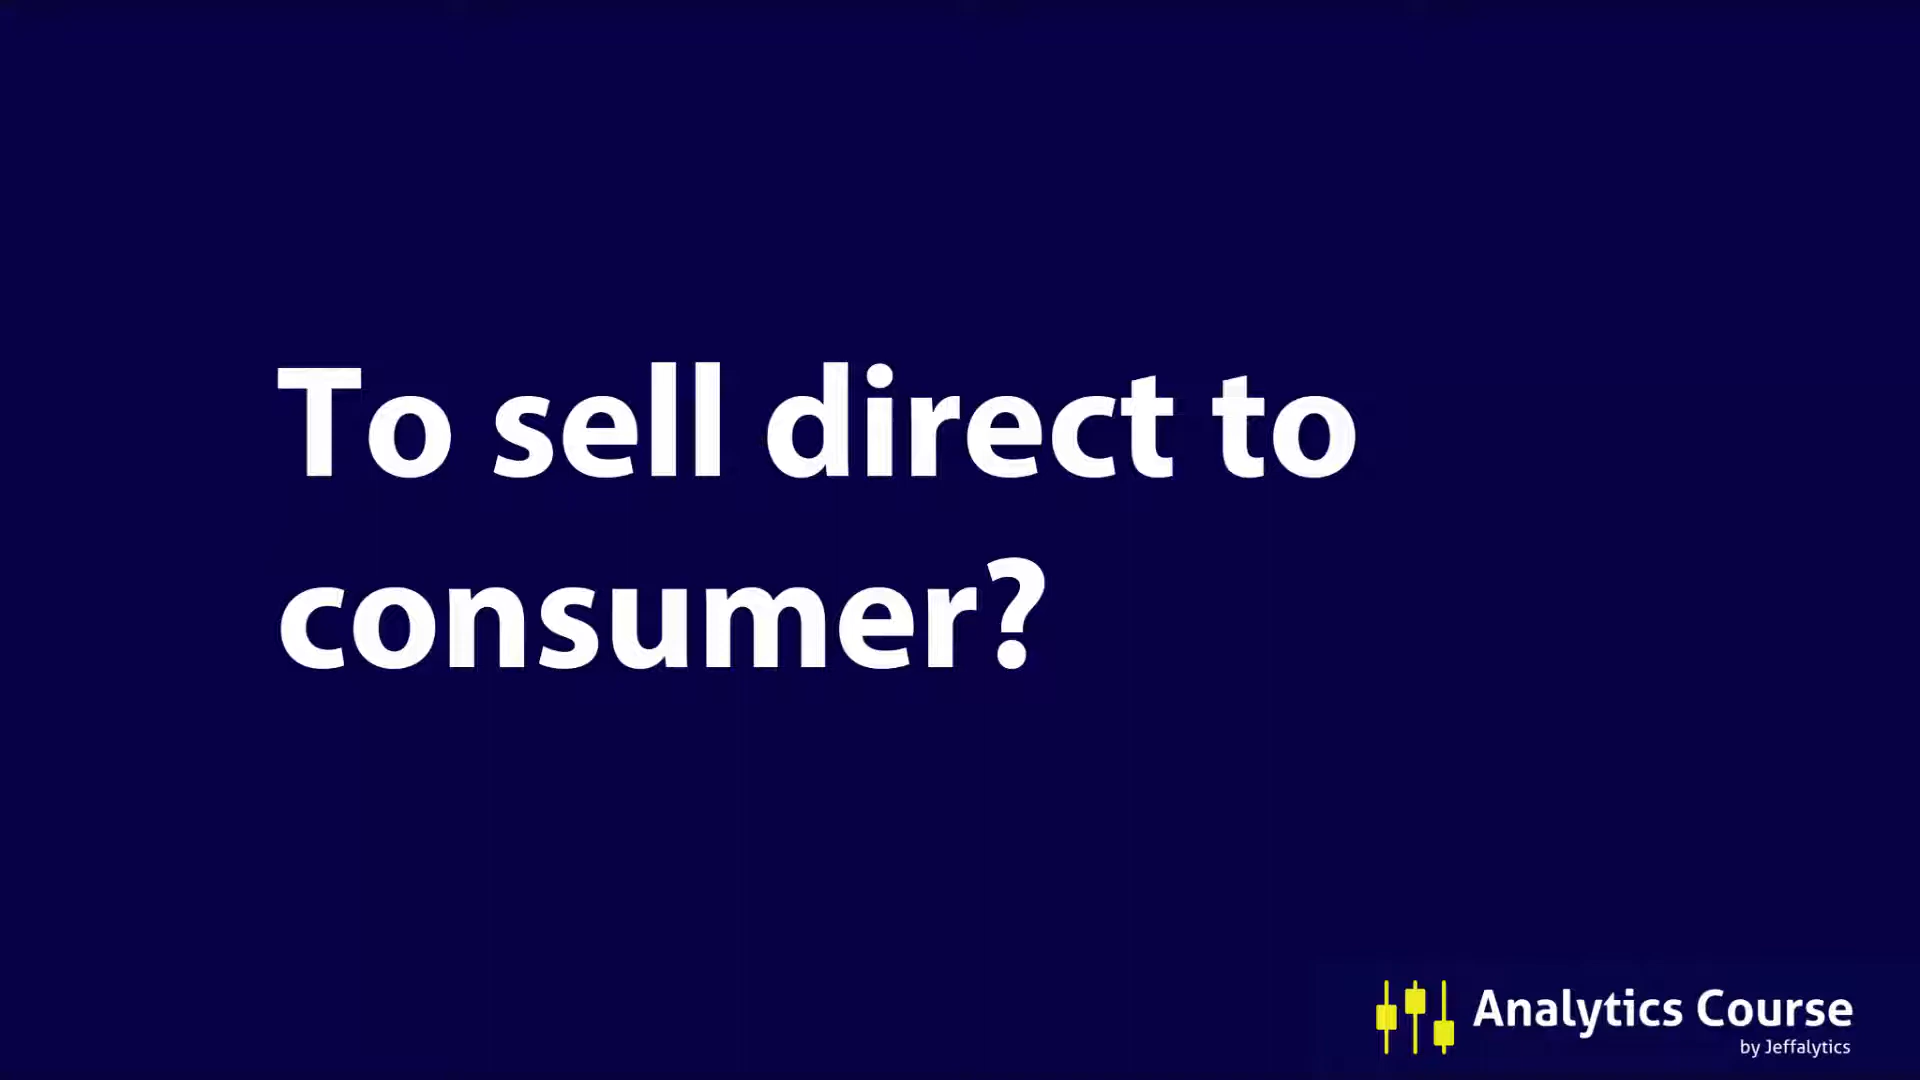 To sell direct to
consumer?
Analytics Course
by Jeffalytics